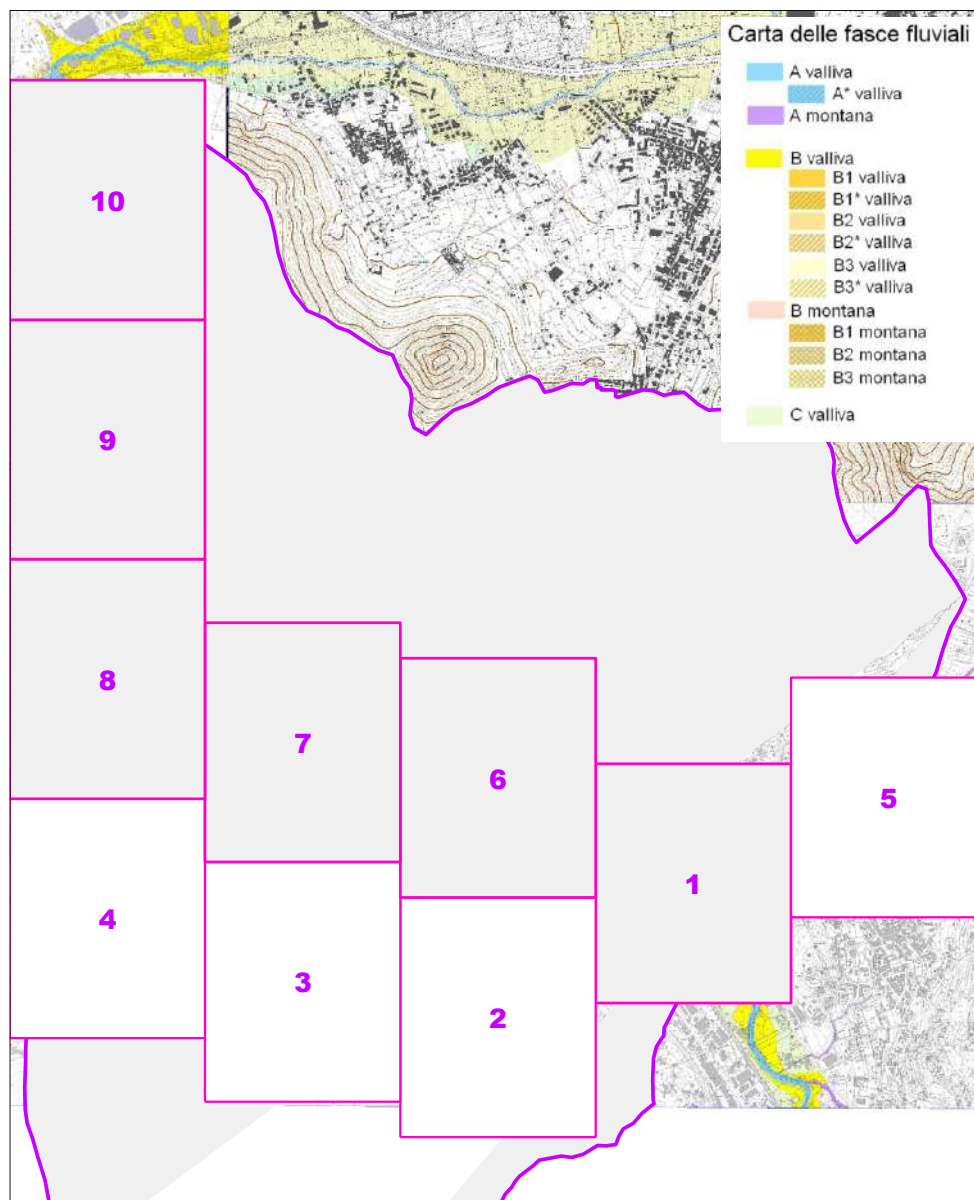 Carta delle fasce fluviali
A valliva
A* valliva
A montana
B valliva
B1 valliva
B1* valliva
B2 valliva
B2* valliva
B3 valliva
B3* valliva
B montana
B1 montana
B2 montana
B3 montana
C valliva
10
9
8
7
6
5
1
4
3
2